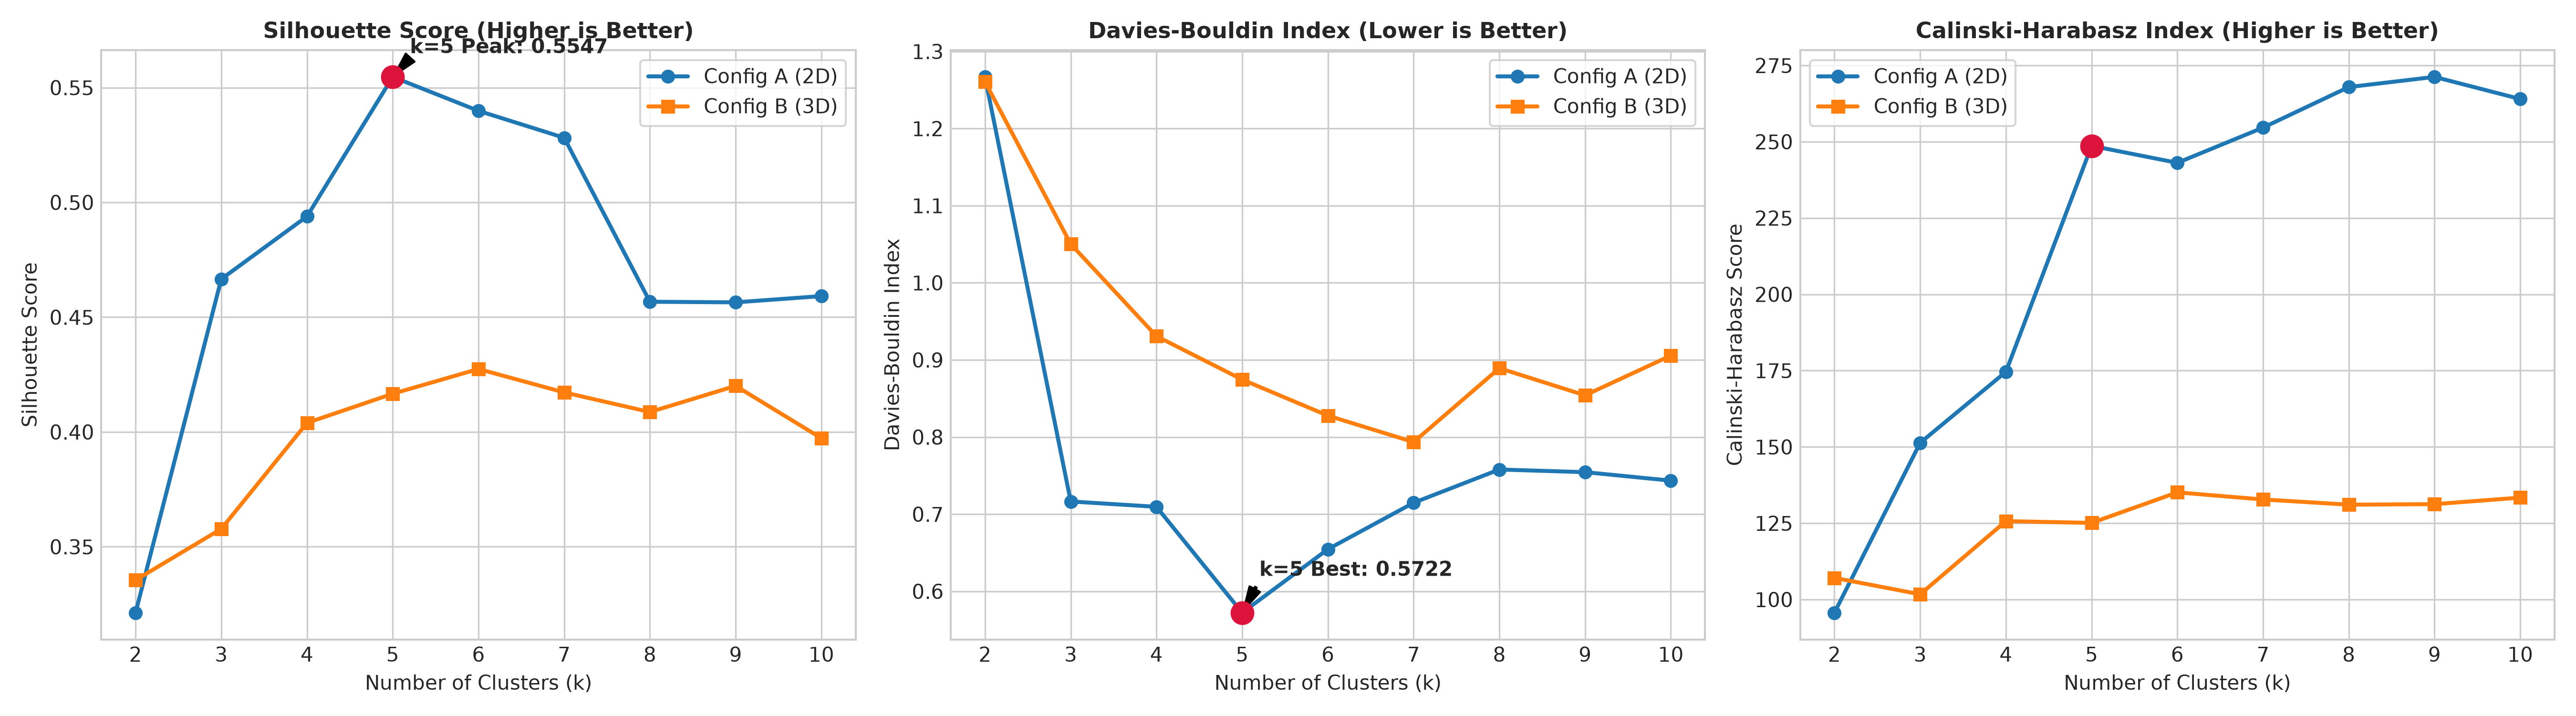 Silhouette Score (Higher is Better)
k=5 Peak: 0.5547
Config A (2D)
Config B (3D)
Silhouette Score
0.55
0.50
0.45
0.40
0.35
2 3 4 5 6 7 8 9 10
Number of Clusters (k)
Davies-Bouldin Index (Lower is Better)
Config A (2D)
Config B (3D)
Davies-Bouldin Index
1.3
1.2
1.1
1.0
0.9
0.8
0.7
0.6
k=5 Best: 0.5722
2 3 4 5 6 7 8 9 10
Number of Clusters (k)
Calinski-Harabasz Index (Higher is Better)
Config A (2D)
Config B (3D)
Calinski-Harabasz Score
275
250
225
200
175
150
125
100
2 3 4 5 6 7 8 9 10
Number of Clusters (k)